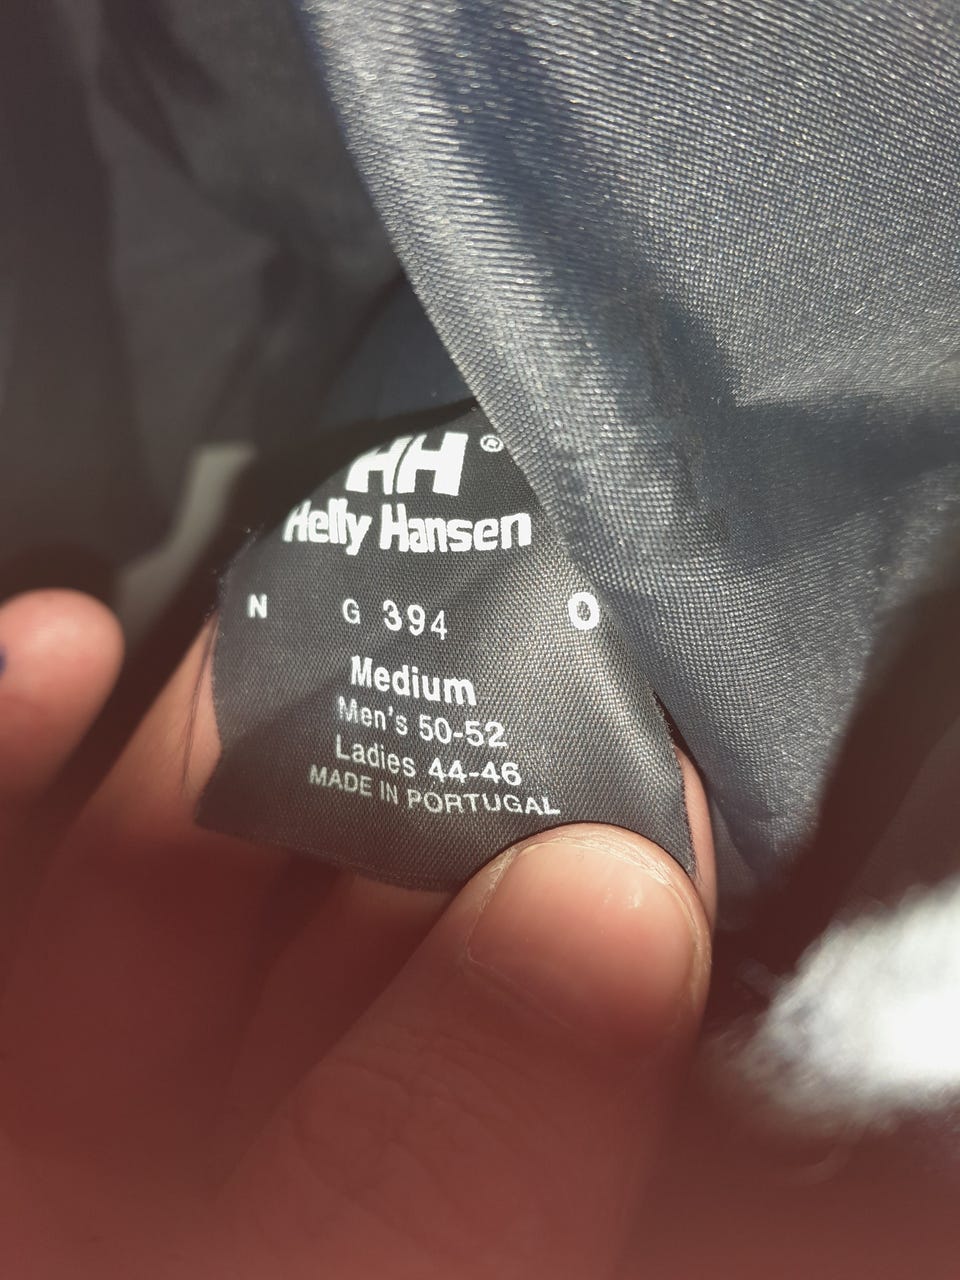 HH®
Helly Hansen
N G 394 O
Medium
Men's 50-52
Ladies 44-46
MADE IN PORTUGAL